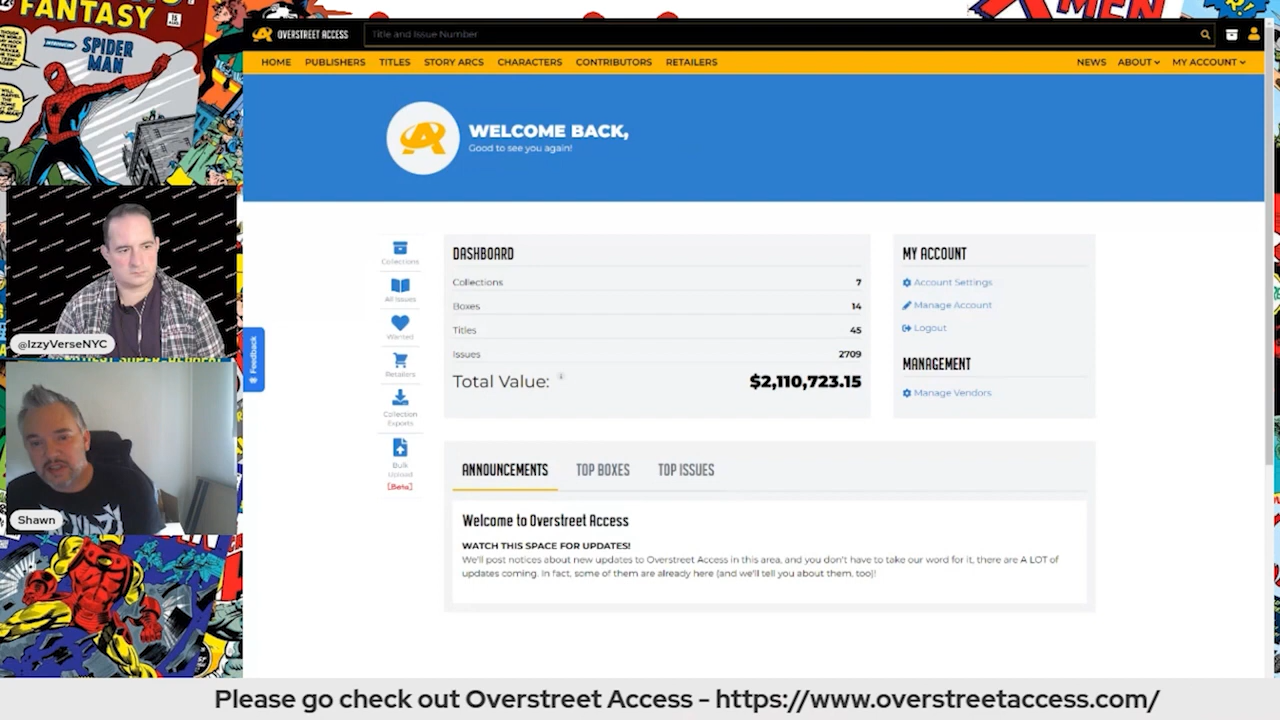 FANTASY
15
INTRODUCING
SPIDER
MAN
X-MEN
OVERSTREET ACCESS
Title and Issue Number
HOME
PUBLISHERS
TITLES
STORY ARCS
CHARACTERS
CONTRIBUTORS
RETAILERS
NEWS
ABOUT
MY ACCOUNT
WELCOME BACK,
Good to see you again!
@IzzyVerseNYC
Shawn
Feedback
Collections
All Issues
Wanted
Retailers
Collection
Exports
Bulk
Upload
[Beta]
DASHBOARD
Collections 7
Boxes 14
Titles 45
Issues 2709
Total Value: $2,110,723.15
MY ACCOUNT
Account Settings
Manage Account
Logout
MANAGEMENT
Manage Vendors
ANNOUNCEMENTS
TOP BOXES
TOP ISSUES
Welcome to Overstreet Access
WATCH THIS SPACE FOR UPDATES!
We'll post notices about new updates to Overstreet Access in this area, and you don't have to take our word for it, there are A LOT of
updates coming. In fact, some of them are already here (and we'll tell you about them, too)!
Please go check out Overstreet Access - https://www.overstreetaccess.com/